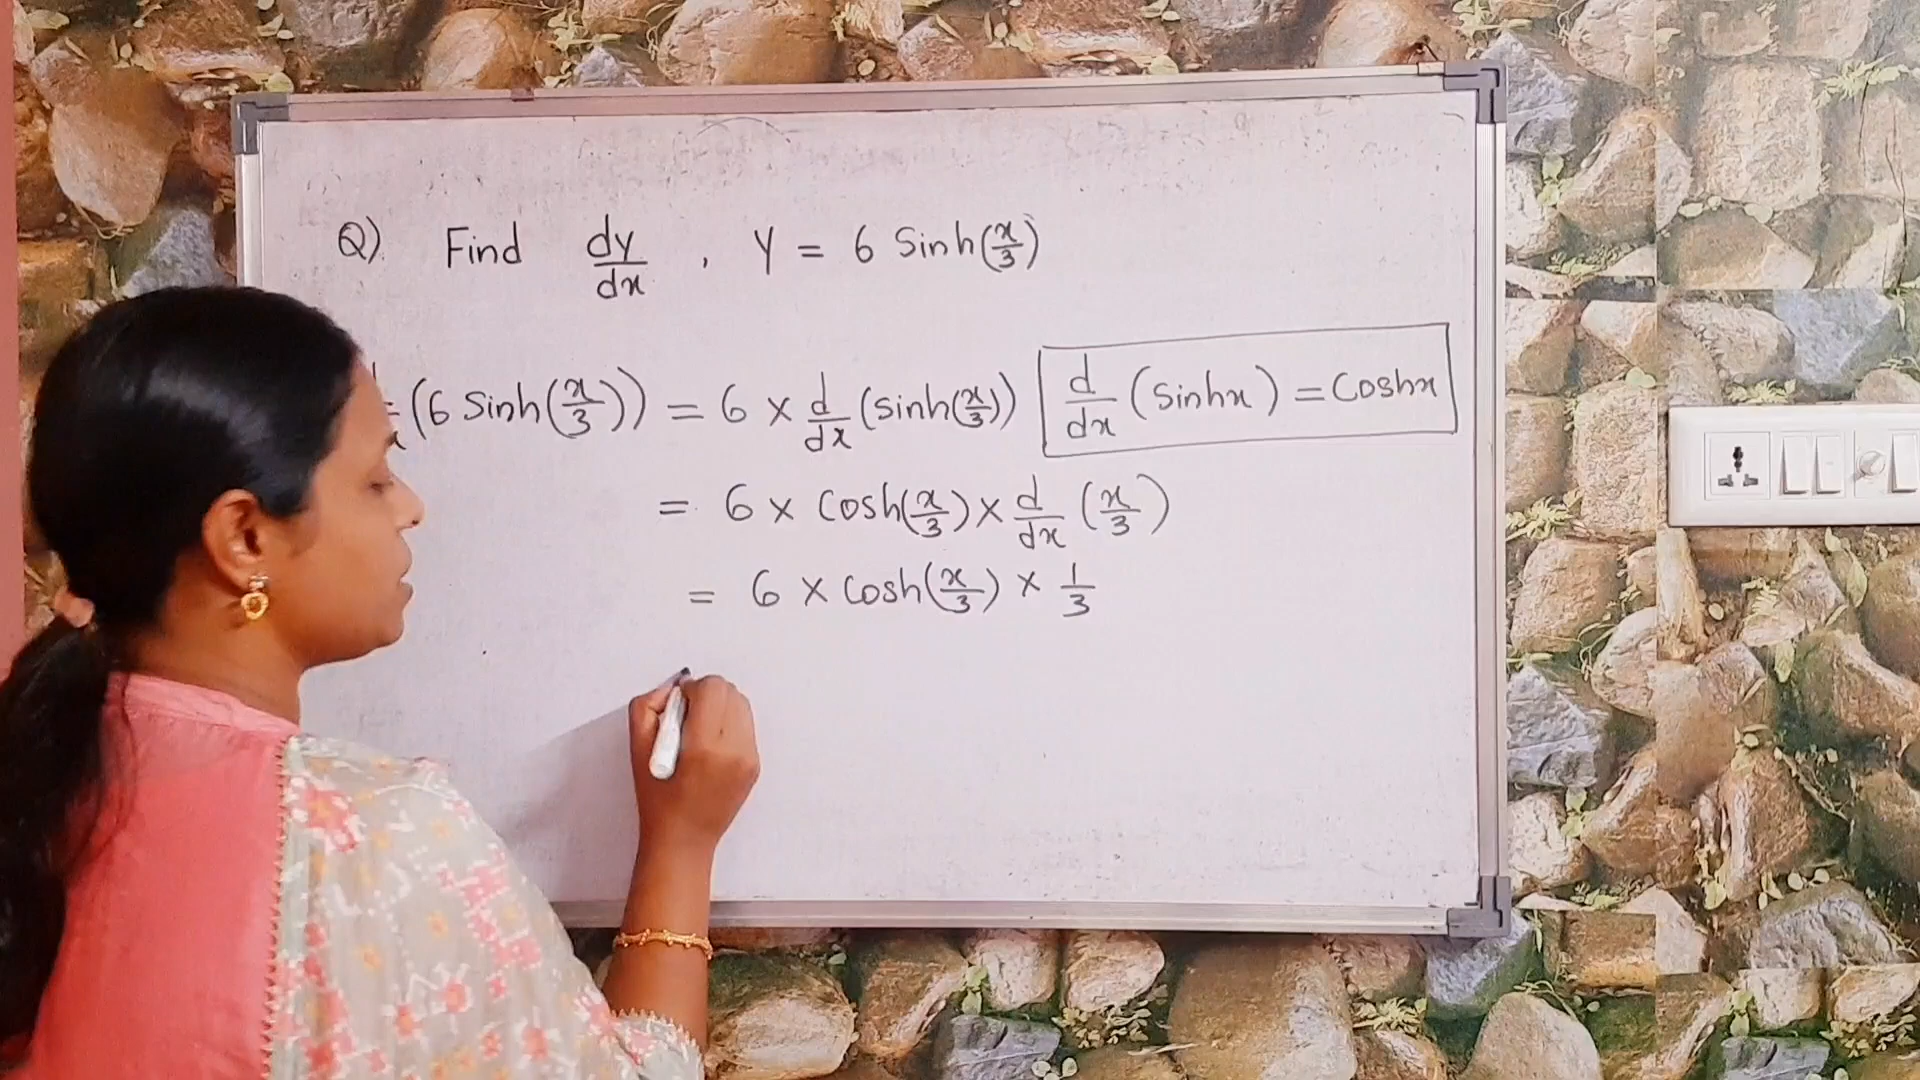 Q) Find dy/dx , y = 6 Sinh(x/3)
(6 Sinh(x/3)) = 6 × d/dx (sinh(x/3))
d/dx (sinhx) = Coshx
= 6 × Cosh(x/3) × d/dx (x/3)
= 6 × Cosh(x/3) × 1/3